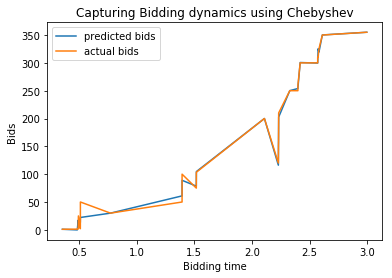 Capturing Bidding dynamics using Chebyshev
predicted bids
actual bids
350
300
250
200
150
100
50
0
Bids
0.5 1.0 1.5 2.0 2.5 3.0
Bidding time